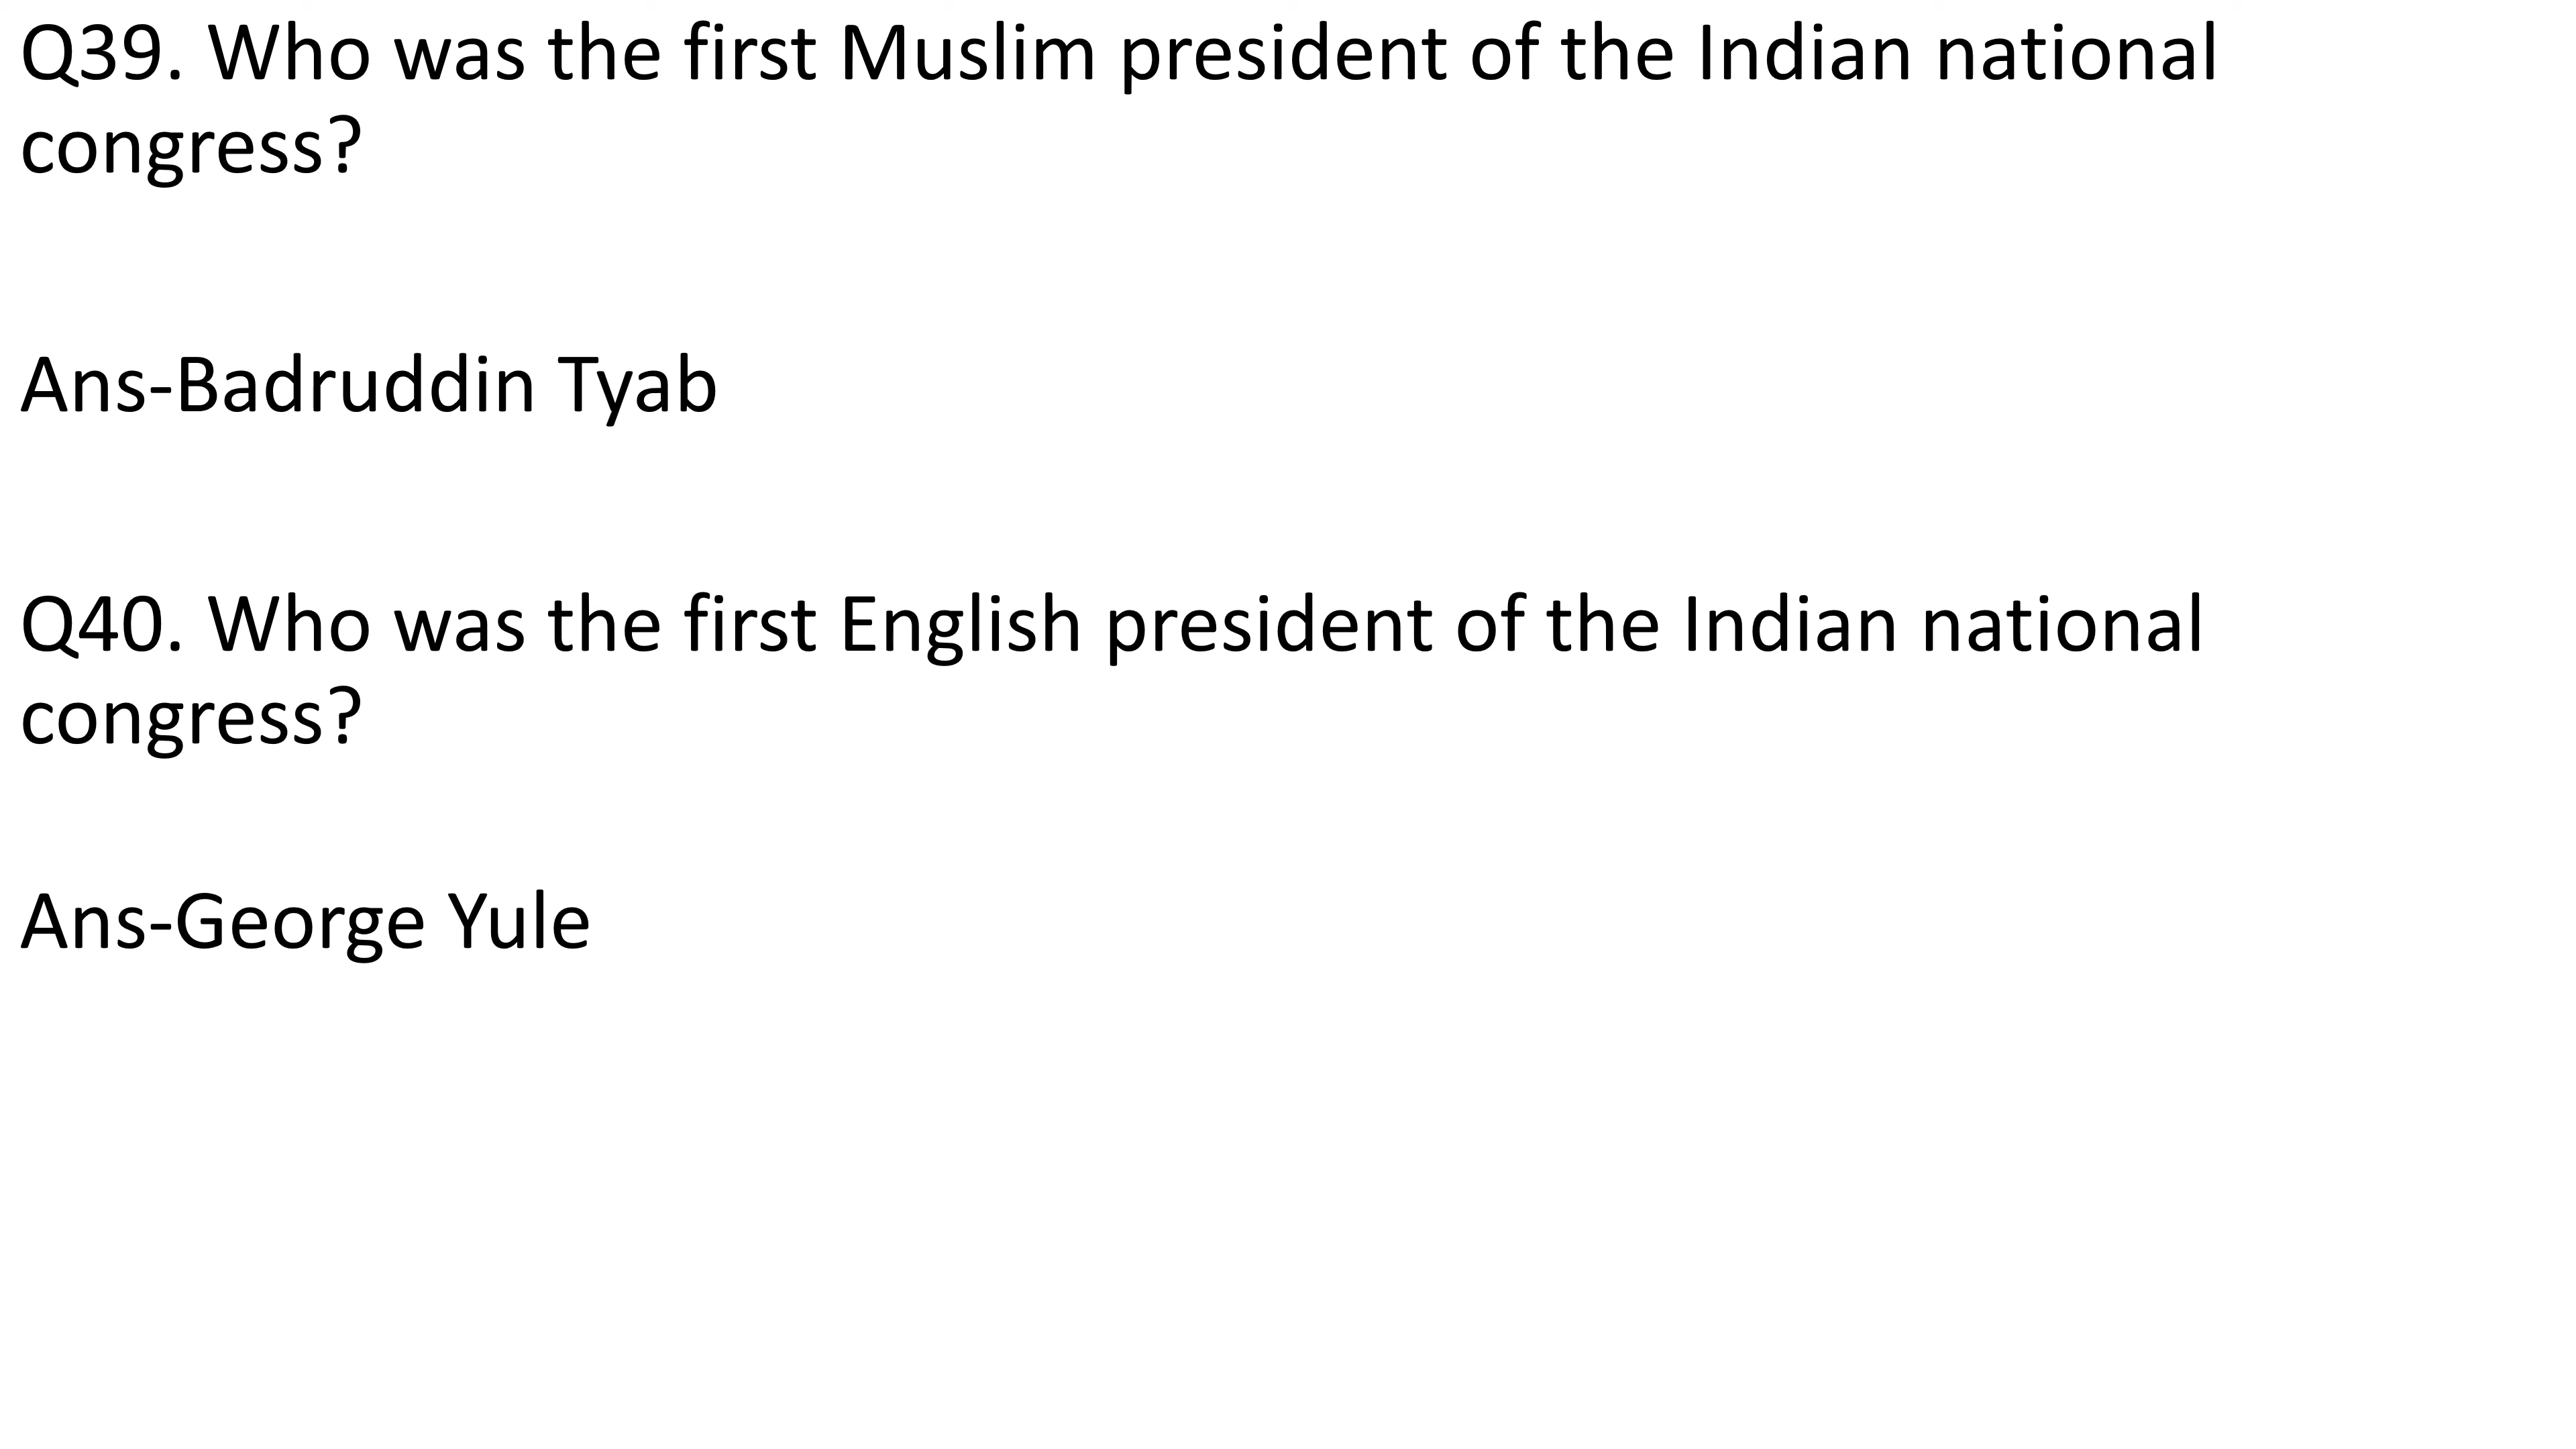 Q39. Who was the first Muslim president of the Indian national
congress?
Ans-Badruddin Tyab
Q40. Who was the first English president of the Indian national
congress?
Ans-George Yule